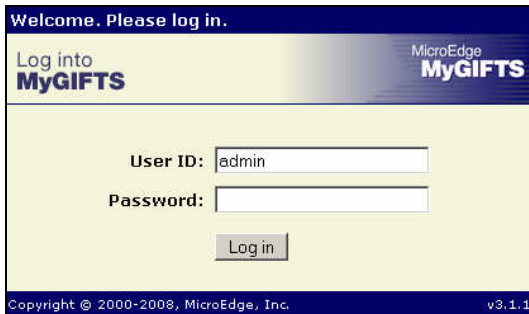 Welcome. Please log in.
Log into
MyGIFTS
MicroEdge
MyGIFTS
User ID: admin
Password:
Log in
Copyright © 2000-2008, MicroEdge, Inc. v3.1.1